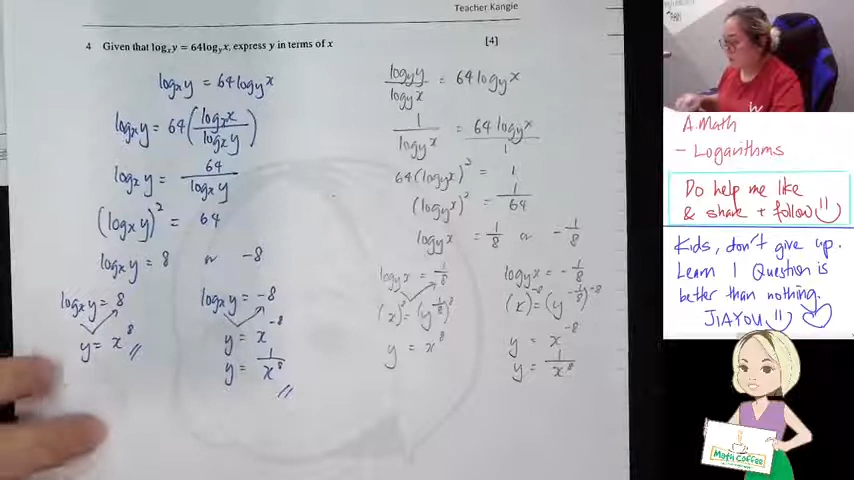 Teacher Kangie
4 Given that logₓy = 64logᵧx, express y in terms of x [4]
logₓy = 64logᵧx
logₓy = 64(logₓx/logₓy)
logₓy = 64/logₓy
(logₓy)² = 64
logₓy = 8 or -8
logₓy = 8
y = x⁸ //
logₓy = -8
y = x⁻⁸
y = 1/x⁸ //
logᵧy/logᵧx = 64logᵧx
1/logᵧx = 64logᵧx/1
64(logᵧx)² = 1
(logᵧx)² = 1/64
logᵧx = 1/8 or -1/8
logᵧx = 1/8
(x)⁸ = (y^(1/8))⁸
y = x⁸
logᵧx = -1/8
(x)⁻⁸ = (y^(-1/8))⁻⁸
y = x⁻⁸
y = 1/x⁸
A.Math
- Logarithms
Do help me like
& share + follow
Kids, don't give up.
Learn 1 Question is
better than nothing.
JIAYOU
Math Coffee